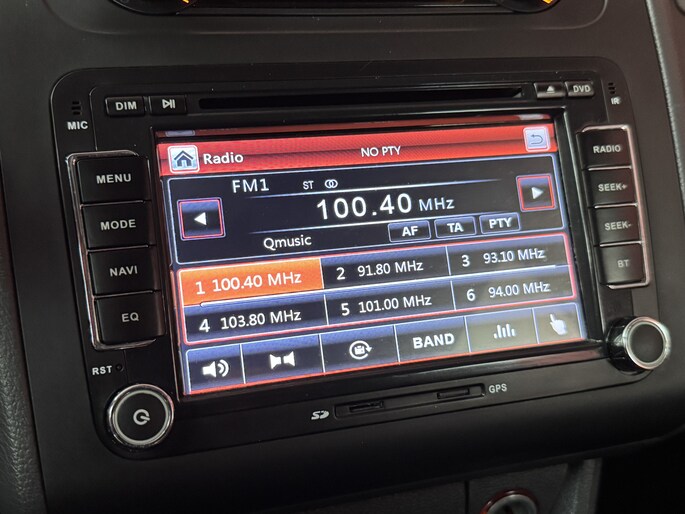 DIM
DVD
MIC
IR
Radio
NO PTY
MENU
MODE
NAVI
EQ
RST
FM1
ST
100.40 MHz
Qmusic
AF
TA
PTY
1 100.40 MHz
2 91.80 MHz
3 93.10 MHz
4 103.80 MHz
5 101.00 MHz
6 94.00 MHz
BAND
RADIO
SEEK+
SEEK-
BT
SD
GPS